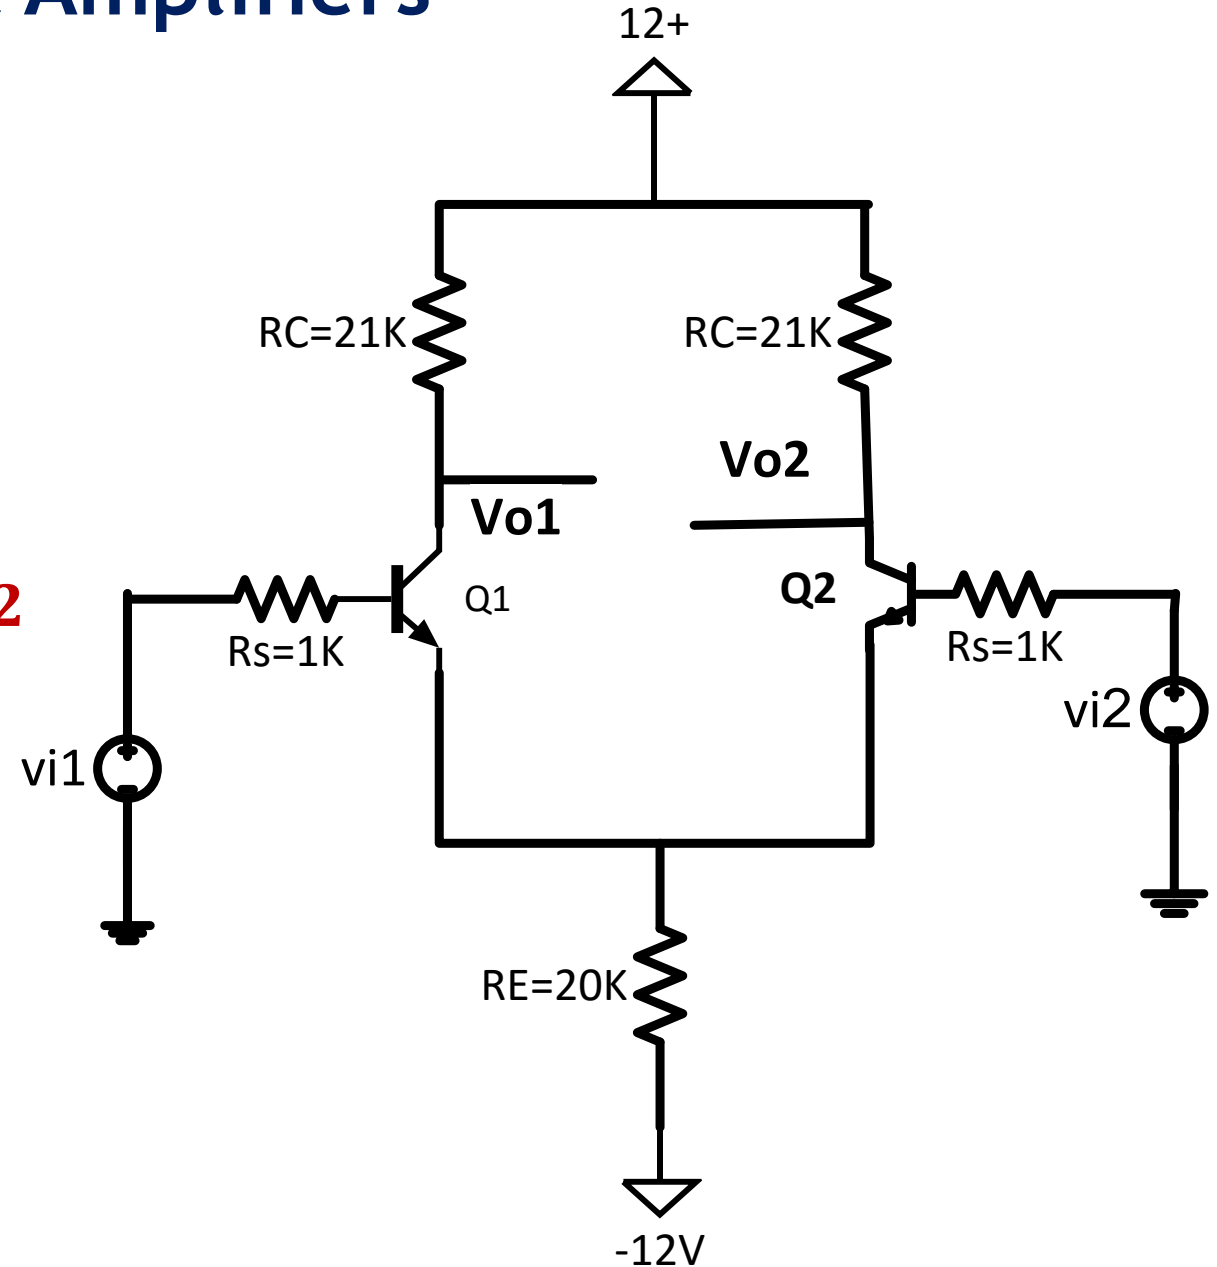 Amplifiers
12+
RC=21K
RC=21K
Vo2
Vo1
2
Q1
Q2
Rs=1K
Rs=1K
vi2
vi1
RE=20K
-12V